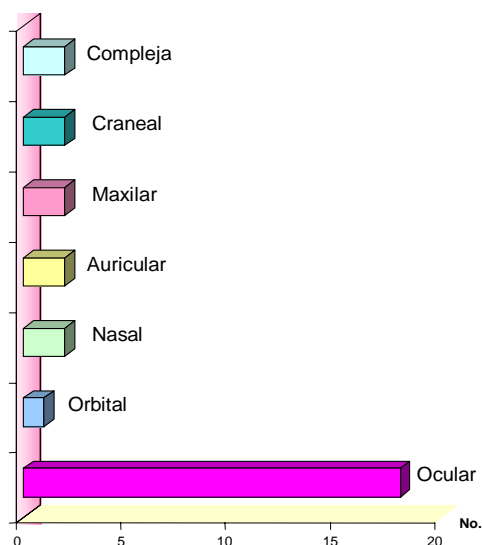 Compleja
Craneal
Maxilar
Auricular
Nasal
Orbital
Ocular
No.
0 5 10 15 20